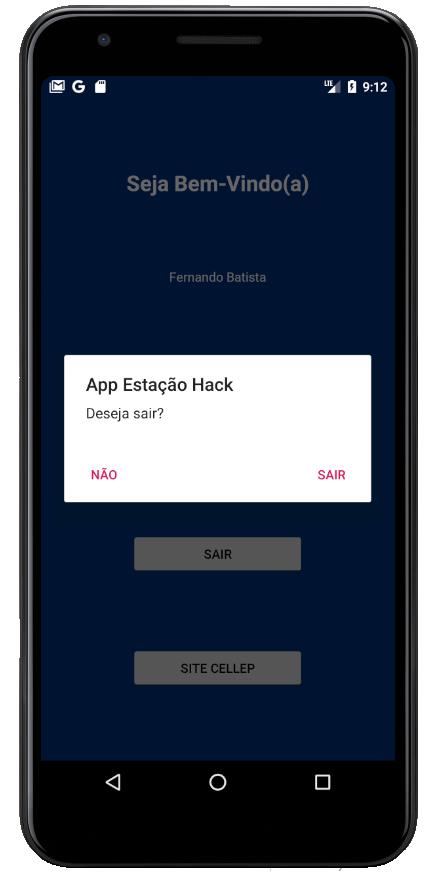 LTE 9:12
Seja Bem-Vindo(a)
Fernando Batista
App Estação Hack
Deseja sair?
NÃO SAIR
SAIR
SITE CELLEP